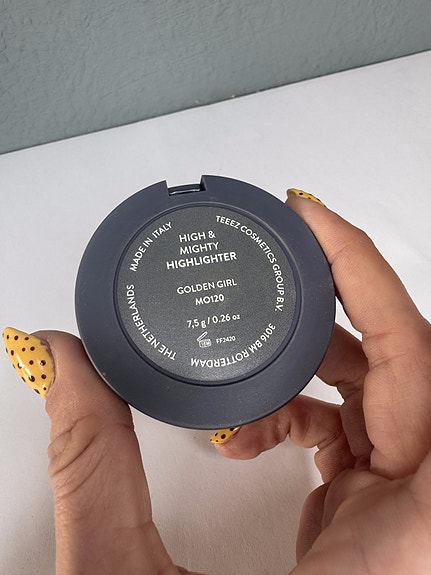 HIGH &
MIGHTY
HIGHLIGHTER
GOLDEN GIRL
MO120
7,5 g / 0.26 oz
FF2420
MADE IN ITALY
TEEEZ COSMETICS GROUP B.V.
3016 BM ROTTERDAM
THE NETHERLANDS